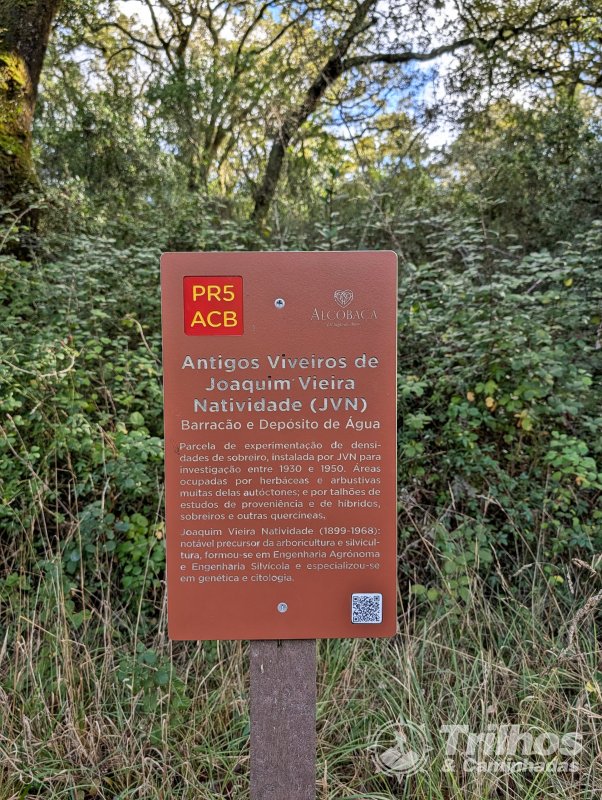 PR5
ACB
ALCOBAÇA
Antigos Viveiros de
Joaquim Vieira
Natividade (JVN)
Barracão e Depósito de Água
Parcela de experimentação de densi-
dades de sobreiro, instalada por JVN para
investigação entre 1930 e 1950. Áreas
ocupadas por herbáceas e arbustivas
muitas delas autóctones; e por talhões de
estudos de proveniência e de híbridos,
sobreiros e outras quercíneas.
Joaquim Vieira Natividade (1899-1968):
notável precursor da arboricultura e silvicul-
tura, formou-se em Engenharia Agrónoma
e Engenharia Silvícola e especializou-se
em genética e citologia.
Trilhos
& Caminhadas